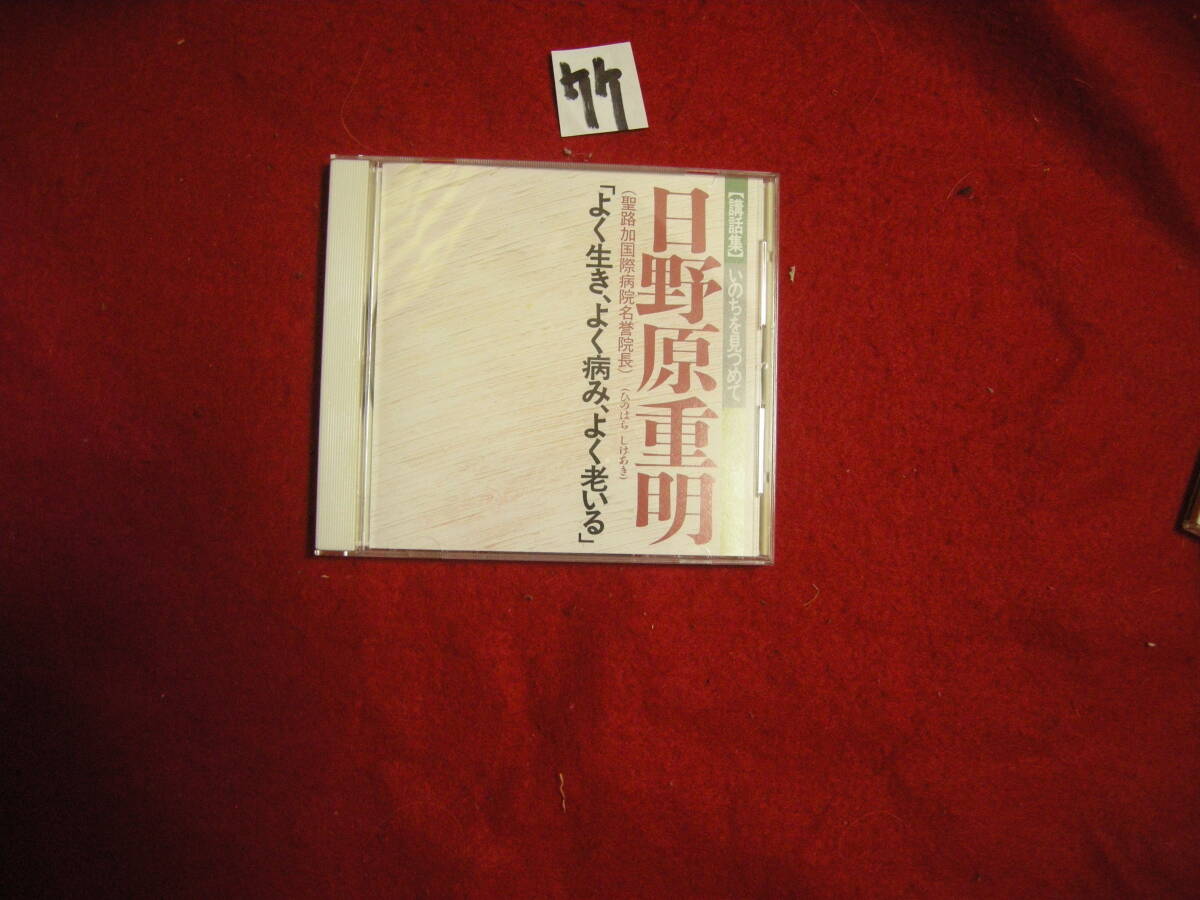 竹
【講話集】いのちを見つめて
日野原重明
（聖路加国際病院名誉院長）（ひのはら しげあき）
「よく生き、よく病み、よく老いる」